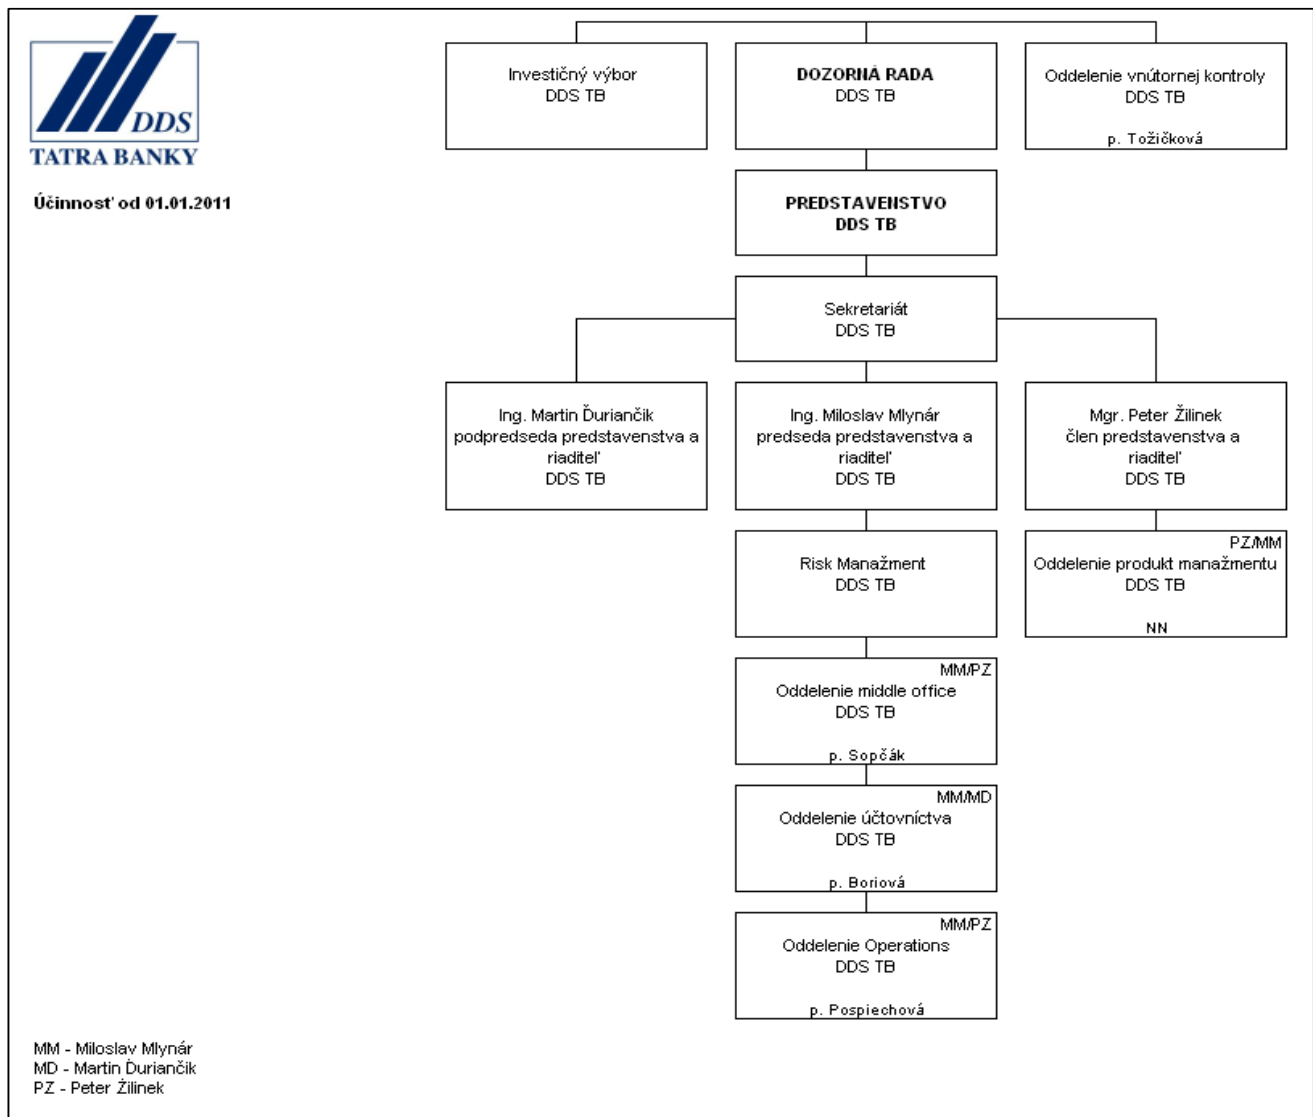 DDS
TATRA BANKY
Účinnosť od 01.01.2011
Investičný výbor
DDS TB
DOZORNÁ RADA
DDS TB
Oddelenie vnútornej kontroly
DDS TB
p. Tožičková
PREDSTAVENSTVO
DDS TB
Sekretariát
DDS TB
Ing. Martin Ďuriančik
podpredseda predstavenstva a
riaditeľ
DDS TB
Ing. Miloslav Mlynár
predseda predstavenstva a
riaditeľ
DDS TB
Mgr. Peter Žilinek
člen predstavenstva a
riaditeľ
DDS TB
Risk Manažment
DDS TB
PZ/MM
Oddelenie produkt manažmentu
DDS TB
NN
MM/PZ
Oddelenie middle office
DDS TB
p. Sopčák
MM/MD
Oddelenie účtovníctva
DDS TB
p. Boriová
MM/PZ
Oddelenie Operations
DDS TB
p. Pospiechová
MM - Miloslav Mlynár
MD - Martin Ďuriančik
PZ - Peter Žilinek